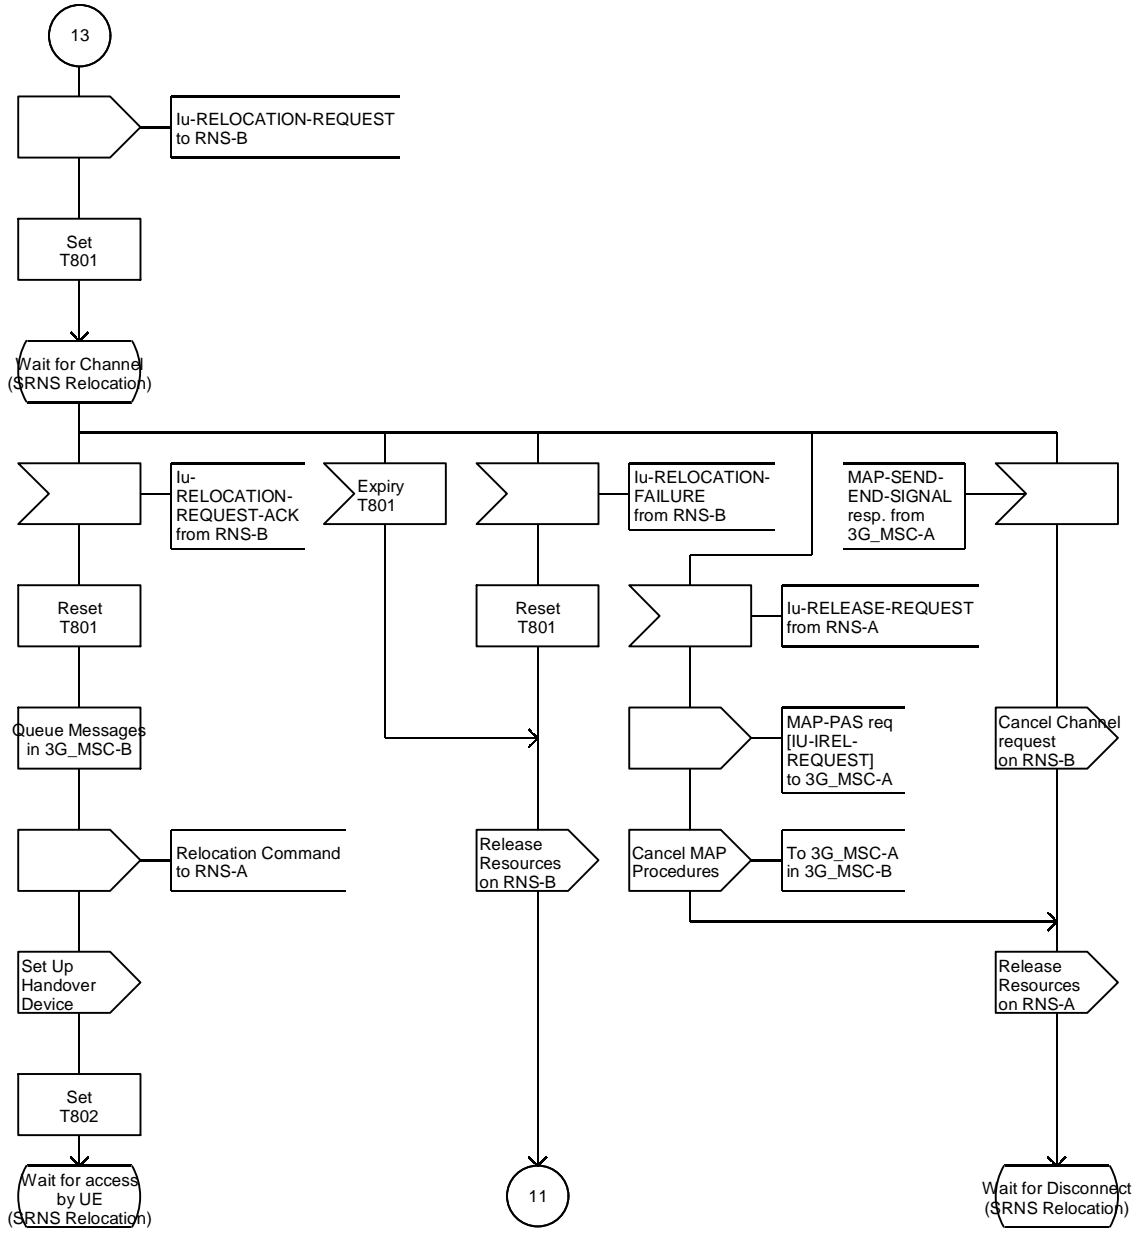 13
Iu-RELOCATION-REQUEST
to RNS-B
Set
T801
Wait for Channel
(SRNS Relocation)
Iu-
RELOCATION-
REQUEST-ACK
from RNS-B
Expiry
T801
Iu-RELOCATION-
FAILURE
from RNS-B
MAP-SEND-
END-SIGNAL
resp. from
3G_MSC-A
Reset
T801
Reset
T801
Iu-RELEASE-REQUEST
from RNS-A
Queue Messages
in 3G_MSC-B
MAP-PAS req
[IU-IREL-
REQUEST]
to 3G_MSC-A
Cancel Channel
request
on RNS-B
Relocation Command
to RNS-A
Release
Resources
on RNS-B
Cancel MAP
Procedures
To 3G_MSC-A
in 3G_MSC-B
Set Up
Handover
Device
Release
Resources
on RNS-A
Set
T802
Wait for access
by UE
(SRNS Relocation)
11
Wait for Disconnect
(SRNS Relocation)